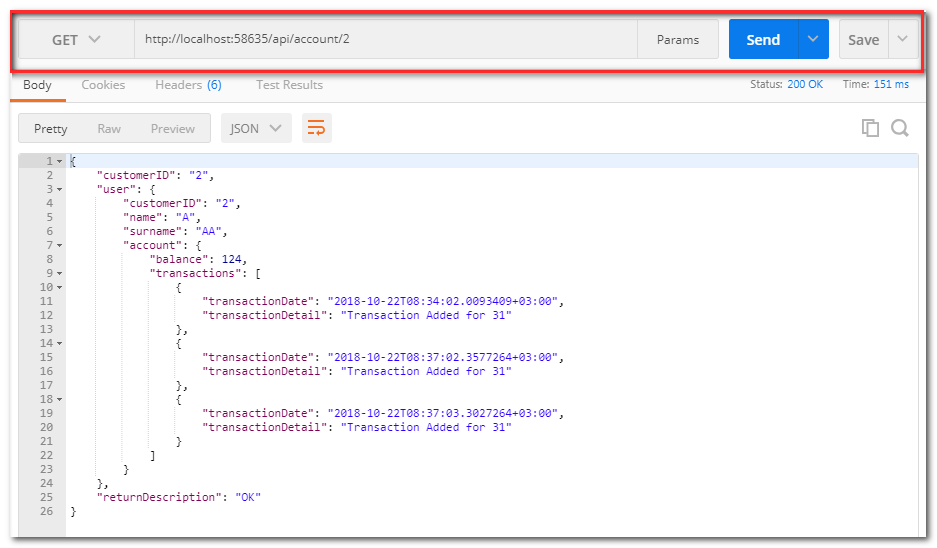 GET http://localhost:58635/api/account/2 Params Send Save
Body Cookies Headers (6) Test Results Status: 200 OK Time: 151 ms
Pretty Raw Preview JSON
1 {
2 "customerID": "2",
3 "user": {
4 "customerID": "2",
5 "name": "A",
6 "surname": "AA",
7 "account": {
8 "balance": 124,
9 "transactions": [
10 {
11 "transactionDate": "2018-10-22T08:34:02.0093409+03:00",
12 "transactionDetail": "Transaction Added for 31"
13 },
14 {
15 "transactionDate": "2018-10-22T08:37:02.3577264+03:00",
16 "transactionDetail": "Transaction Added for 31"
17 },
18 {
19 "transactionDate": "2018-10-22T08:37:03.3027264+03:00",
20 "transactionDetail": "Transaction Added for 31"
21 }
22 ]
23 }
24 },
25 "returnDescription": "OK"
26 }